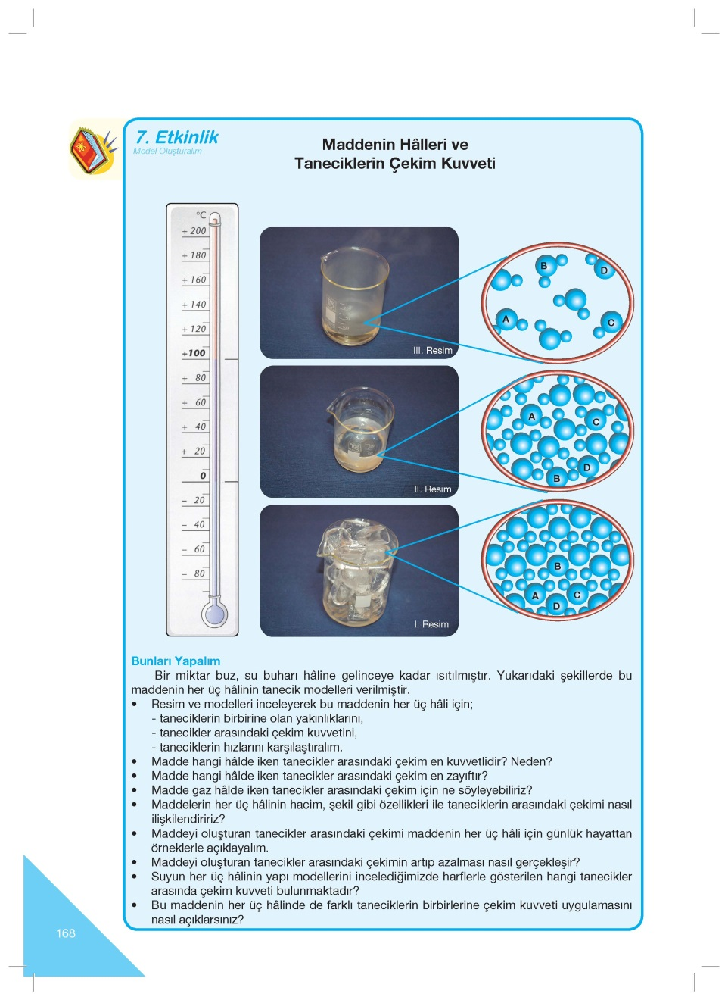 7. Etkinlik
Model Oluşturalım
Maddenin Hâlleri ve
Taneciklerin Çekim Kuvveti
°C
+ 200
+ 180
+ 160
+ 140
+ 120
+100
+ 80
+ 60
+ 40
+ 20
0
– 20
– 40
– 60
– 80
III. Resim
B
D
A
C
II. Resim
A
C
D
B
I. Resim
B
A
C
D
Bunları Yapalım
Bir miktar buz, su buharı hâline gelinceye kadar ısıtılmıştır. Yukarıdaki şekillerde bu
maddenin her üç hâlinin tanecik modelleri verilmiştir.
• Resim ve modelleri inceleyerek bu maddenin her üç hâli için;
- taneciklerin birbirine olan yakınlıklarını,
- tanecikler arasındaki çekim kuvvetini,
- taneciklerin hızlarını karşılaştıralım.
• Madde hangi hâlde iken tanecikler arasındaki çekim en kuvvetlidir? Neden?
• Madde hangi hâlde iken tanecikler arasındaki çekim en zayıftır?
• Madde gaz hâlde iken tanecikler arasındaki çekim için ne söyleyebiliriz?
• Maddelerin her üç hâlinin hacim, şekil gibi özellikleri ile taneciklerin arasındaki çekimi nasıl
ilişkilendiririz?
• Maddeyi oluşturan tanecikler arasındaki çekimi maddenin her üç hâli için günlük hayattan
örneklerle açıklayalım.
• Maddeyi oluşturan tanecikler arasındaki çekimin artıp azalması nasıl gerçekleşir?
• Suyun her üç hâlinin yapı modellerini incelediğimizde harflerle gösterilen hangi tanecikler
arasında çekim kuvveti bulunmaktadır?
• Bu maddenin her üç hâlinde de farklı taneciklerin birbirlerine çekim kuvveti uygulamasını
nasıl açıklarsınız?
168